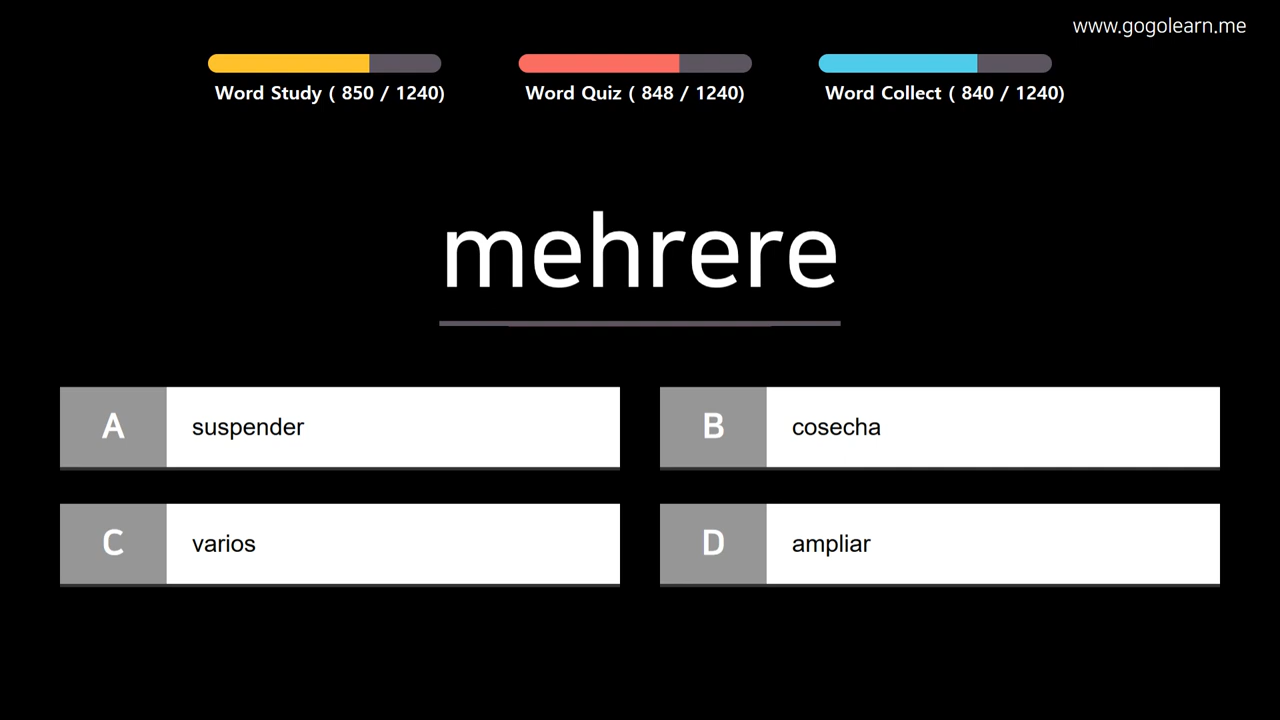 www.gogolearn.me
Word Study ( 850 / 1240)
Word Quiz ( 848 / 1240)
Word Collect ( 840 / 1240)
mehrere
A suspender
B cosecha
C varios
D ampliar